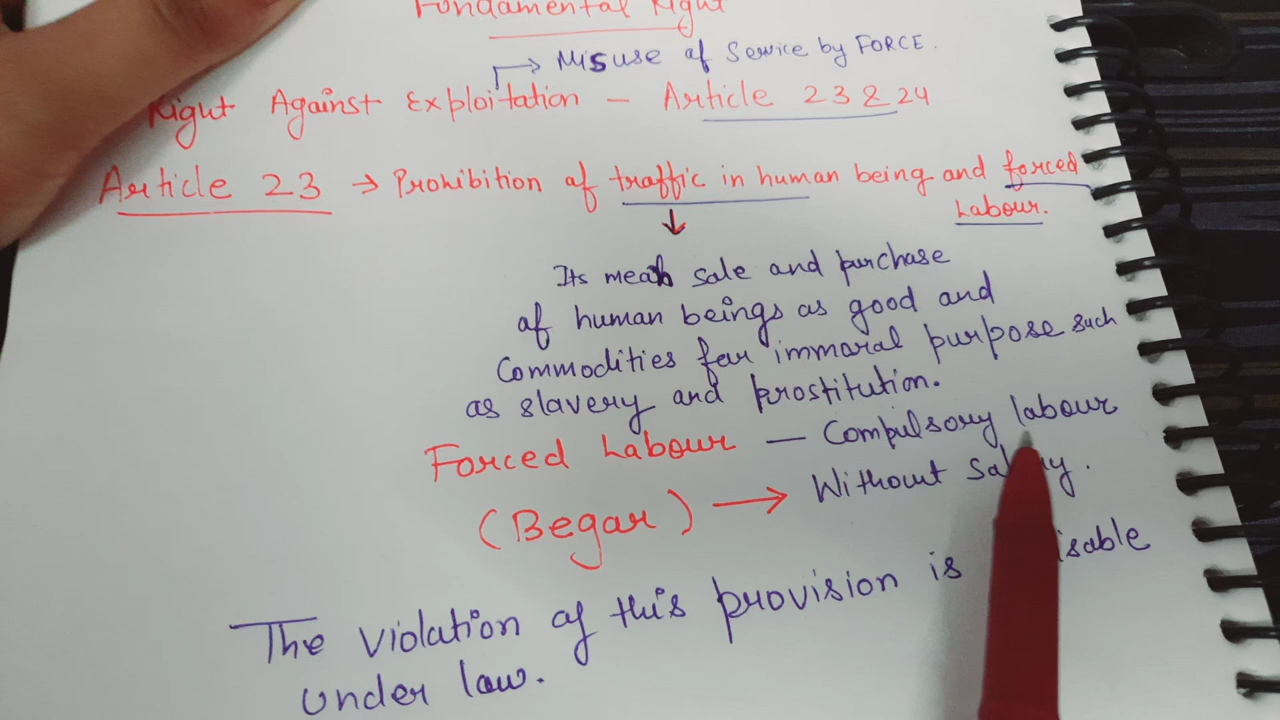 Fundamental Right
→ Misuse of Service by FORCE.
Right Against Exploitation - Article 23 & 24
Article 23 → Prohibition of traffic in human being and forced
Labour.
Its mean sale and purchase
of human beings as good and
Commodities for immoral purpose such
as slavery and prostitution.
Forced Labour - Compulsory labour
(Begar) → Without
The violation of this provision is
under law.